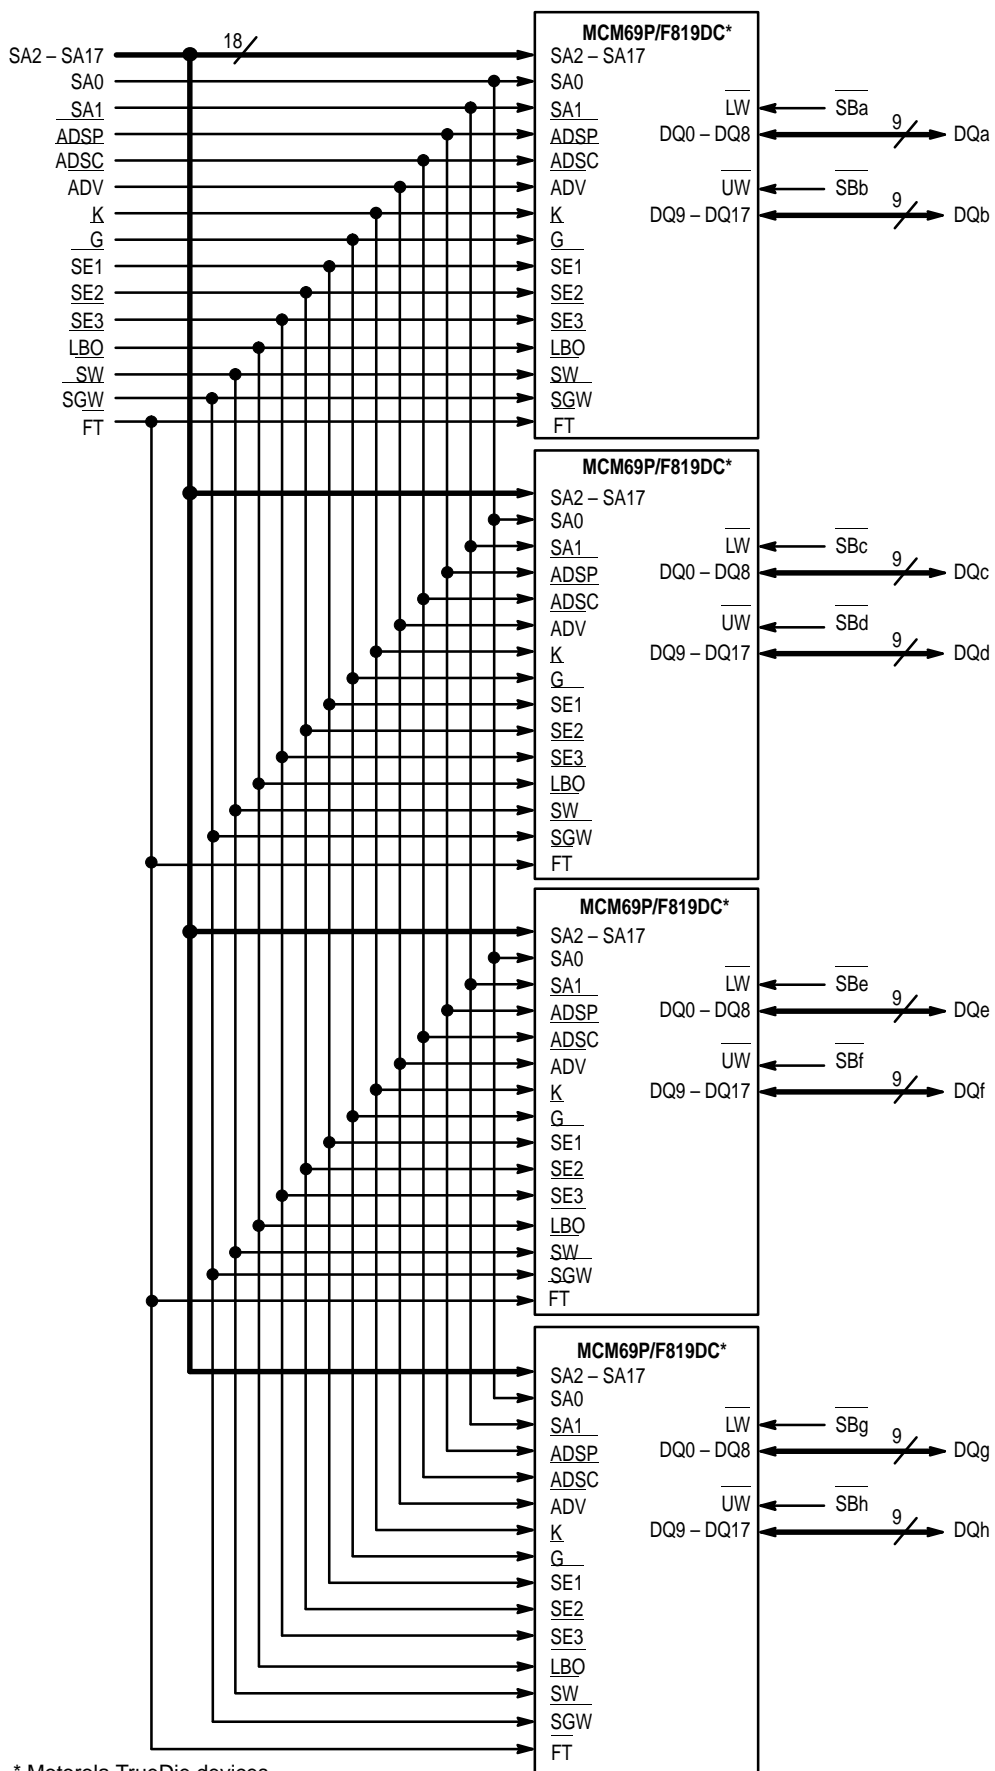 MCM69P/F819DC*
SA2 – SA17
18
SA2 – SA17
SA0
SA0
SA1
SA1
LW
SBa
ADSP
ADSP
DQ0 – DQ8
9
DQa
ADSC
ADSC
ADV
ADV
UW
SBb
K
K
DQ9 – DQ17
9
DQb
G
G
SE1
SE1
SE2
SE2
SE3
SE3
LBO
LBO
SW
SW
SGW
SGW
FT
FT
MCM69P/F819DC*
SA2 – SA17
SA0
SA1
LW
SBc
ADSP
DQ0 – DQ8
9
DQc
ADSC
ADV
UW
SBd
K
DQ9 – DQ17
9
DQd
G
SE1
SE2
SE3
LBO
SW
SGW
FT
MCM69P/F819DC*
SA2 – SA17
SA0
SA1
LW
SBe
ADSP
DQ0 – DQ8
9
DQe
ADSC
ADV
UW
SBf
K
DQ9 – DQ17
9
DQf
G
SE1
SE2
SE3
LBO
SW
SGW
FT
MCM69P/F819DC*
SA2 – SA17
SA0
SA1
LW
SBg
ADSP
DQ0 – DQ8
9
DQg
ADSC
ADV
UW
SBh
K
DQ9 – DQ17
9
DQh
G
SE1
SE2
SE3
LBO
SW
SGW
FT
* Motorola TrueDie devices